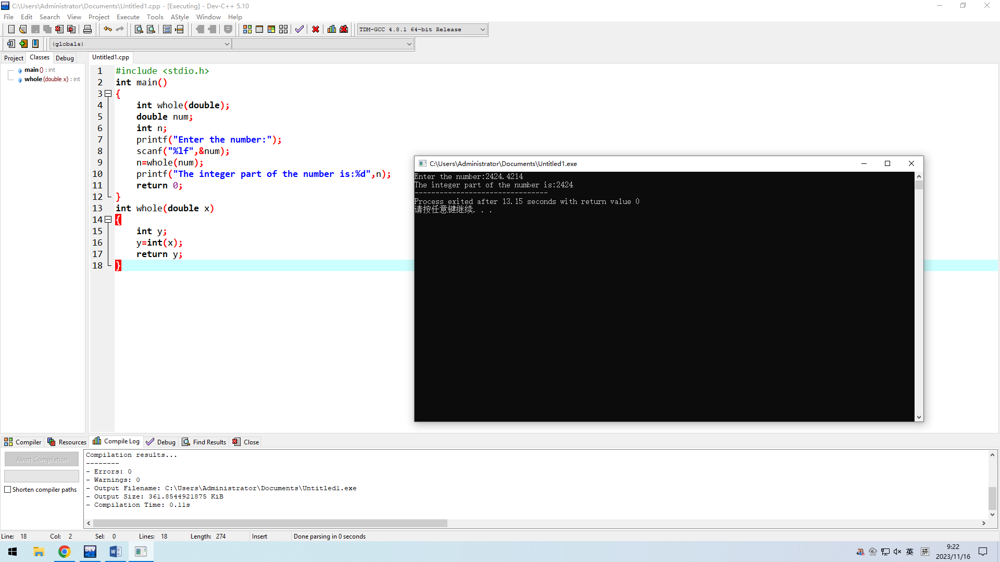 C:\Users\Administrator\Documents\Untitled1.cpp - [Executing] - Dev-C++ 5.10
File Edit Search View Project Execute Tools AStyle Window Help
TDM-GCC 4.8.1 64-bit Release
(globals)
Project Classes Debug
Untitled1.cpp
main () : int
whole (double x) : int
1 #include <stdio.h>
2 int main()
3 {
4 int whole(double);
5 double num;
6 int n;
7 printf("Enter the number:");
8 scanf("%lf",&num);
9 n=whole(num);
10 printf("The integer part of the number is:%d",n);
11 return 0;
12 }
13 int whole(double x)
14 {
15 int y;
16 y=int(x);
17 return y;
18 }
C:\Users\Administrator\Documents\Untitled1.exe
Enter the number:2424.4214
The integer part of the number is:2424
--------------------------------
Process exited after 13.15 seconds with return value 0
请按任意键继续. . .
Compiler Resources Compile Log Debug Find Results Close
Abort Compilation
Shorten compiler paths
Compilation results...
--------
- Errors: 0
- Warnings: 0
- Output Filename: C:\Users\Administrator\Documents\Untitled1.exe
- Output Size: 361.8544921875 KiB
- Compilation Time: 0.11s
Line: 18 Col: 2 Sel: 0 Lines: 18 Length: 274 Insert Done parsing in 0 seconds
DEV
英 拼
9:22
2023/11/16